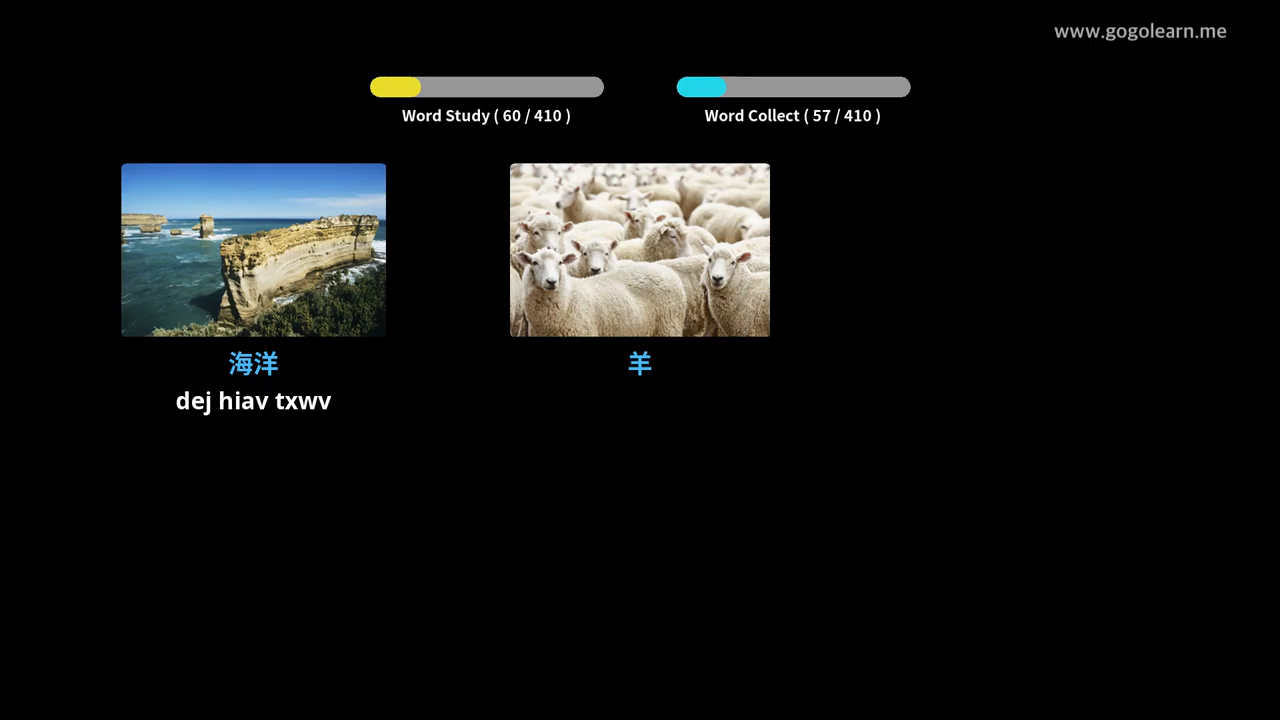 www.gogolearn.me
Word Study ( 60 / 410 )
Word Collect ( 57 / 410 )
海洋
dej hiav txwv
羊